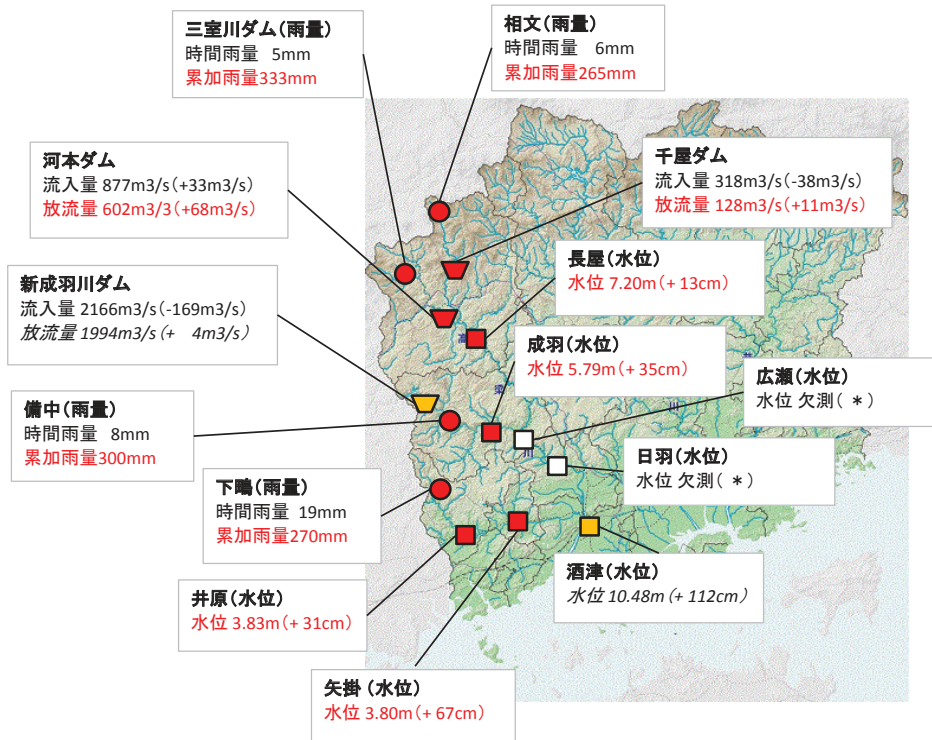 三室川ダム(雨量)
時間雨量 5mm
累加雨量333mm
相文(雨量)
時間雨量 6mm
累加雨量265mm
河本ダム
流入量 877m3/s(+33m3/s)
放流量 602m3/3(+68m3/s)
千屋ダム
流入量 318m3/s(-38m3/s)
放流量 128m3/s(+11m3/s)
新成羽川ダム
流入量 2166m3/s(-169m3/s)
放流量 1994m3/s(+ 4m3/s)
長屋(水位)
水位 7.20m(+ 13cm)
成羽(水位)
水位 5.79m(+ 35cm)
広瀬(水位)
水位 欠測( * )
備中(雨量)
時間雨量 8mm
累加雨量300mm
日羽(水位)
水位 欠測( * )
下鴫(雨量)
時間雨量 19mm
累加雨量270mm
酒津(水位)
水位 10.48m(+ 112cm)
井原(水位)
水位 3.83m(+ 31cm)
矢掛(水位)
水位 3.80m(+ 67cm)
梁
川
川